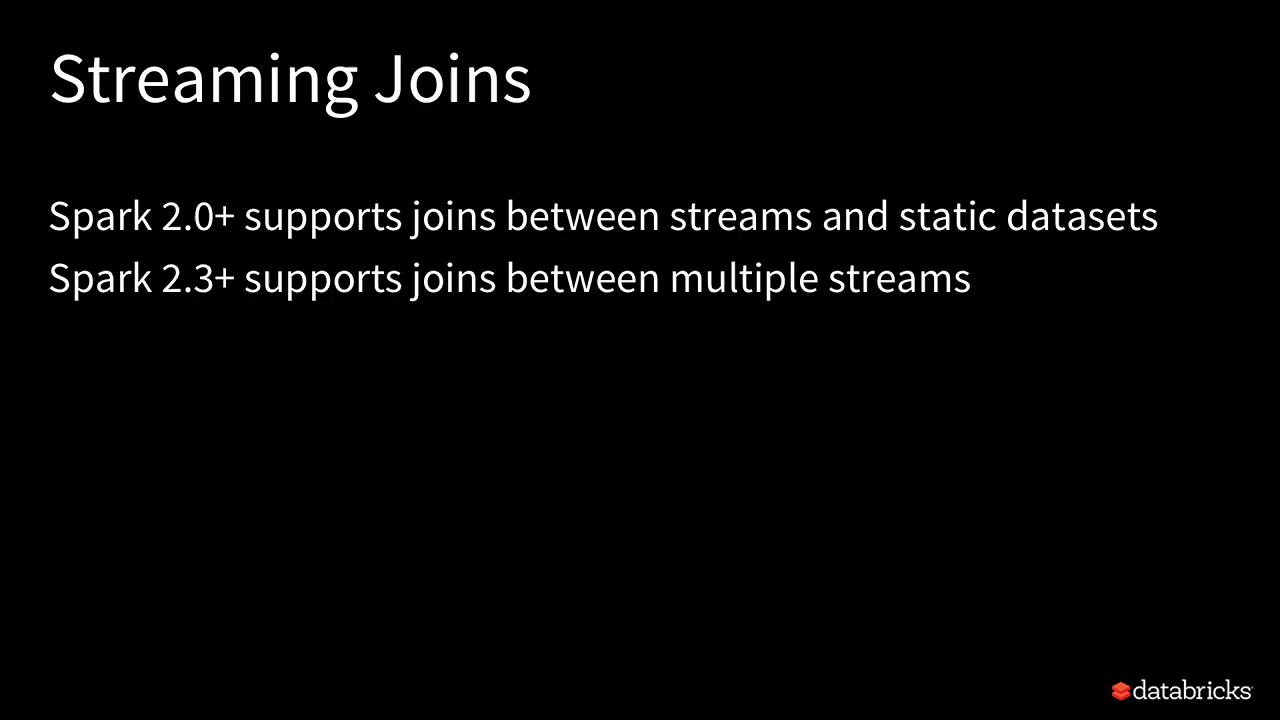 Streaming Joins
Spark 2.0+ supports joins between streams and static datasets
Spark 2.3+ supports joins between multiple streams
databricks